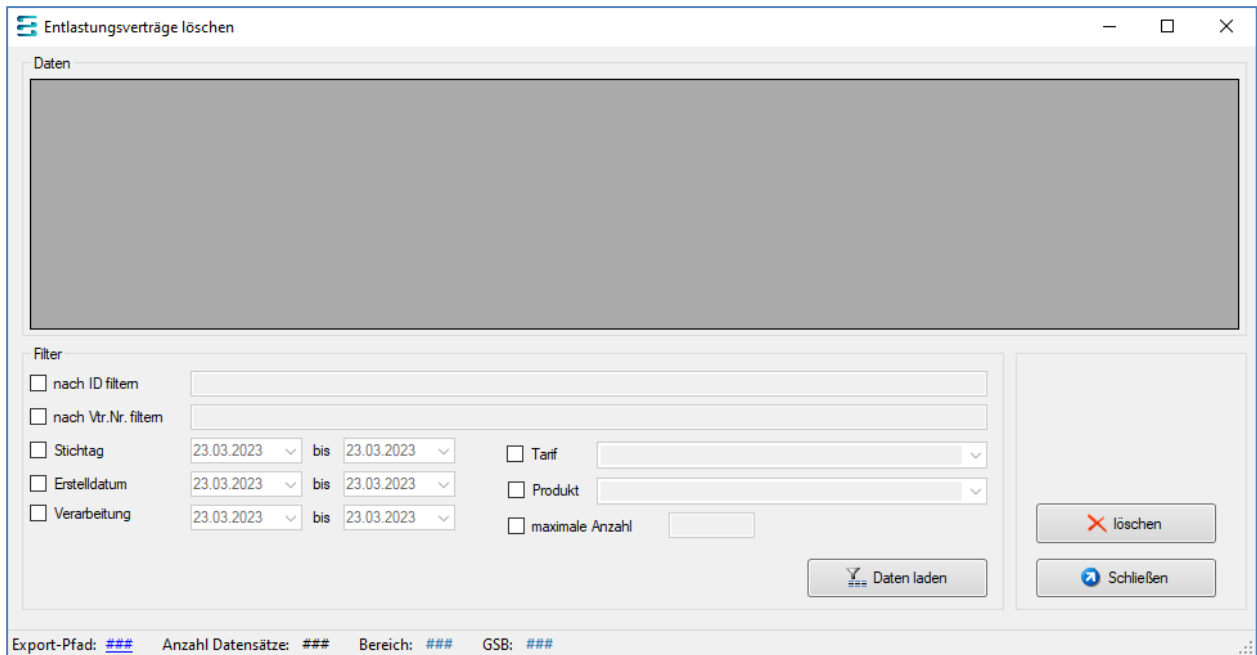 Entlastungsverträge löschen
Daten
Filter
nach ID filtern
nach Vtr.Nr. filtern
Stichtag 23.03.2023 bis 23.03.2023
Tarif
Erstelldatum 23.03.2023 bis 23.03.2023
Produkt
Verarbeitung 23.03.2023 bis 23.03.2023
maximale Anzahl
löschen
Daten laden
Schließen
Export-Pfad: ### Anzahl Datensätze: ### Bereich: ### GSB: ###